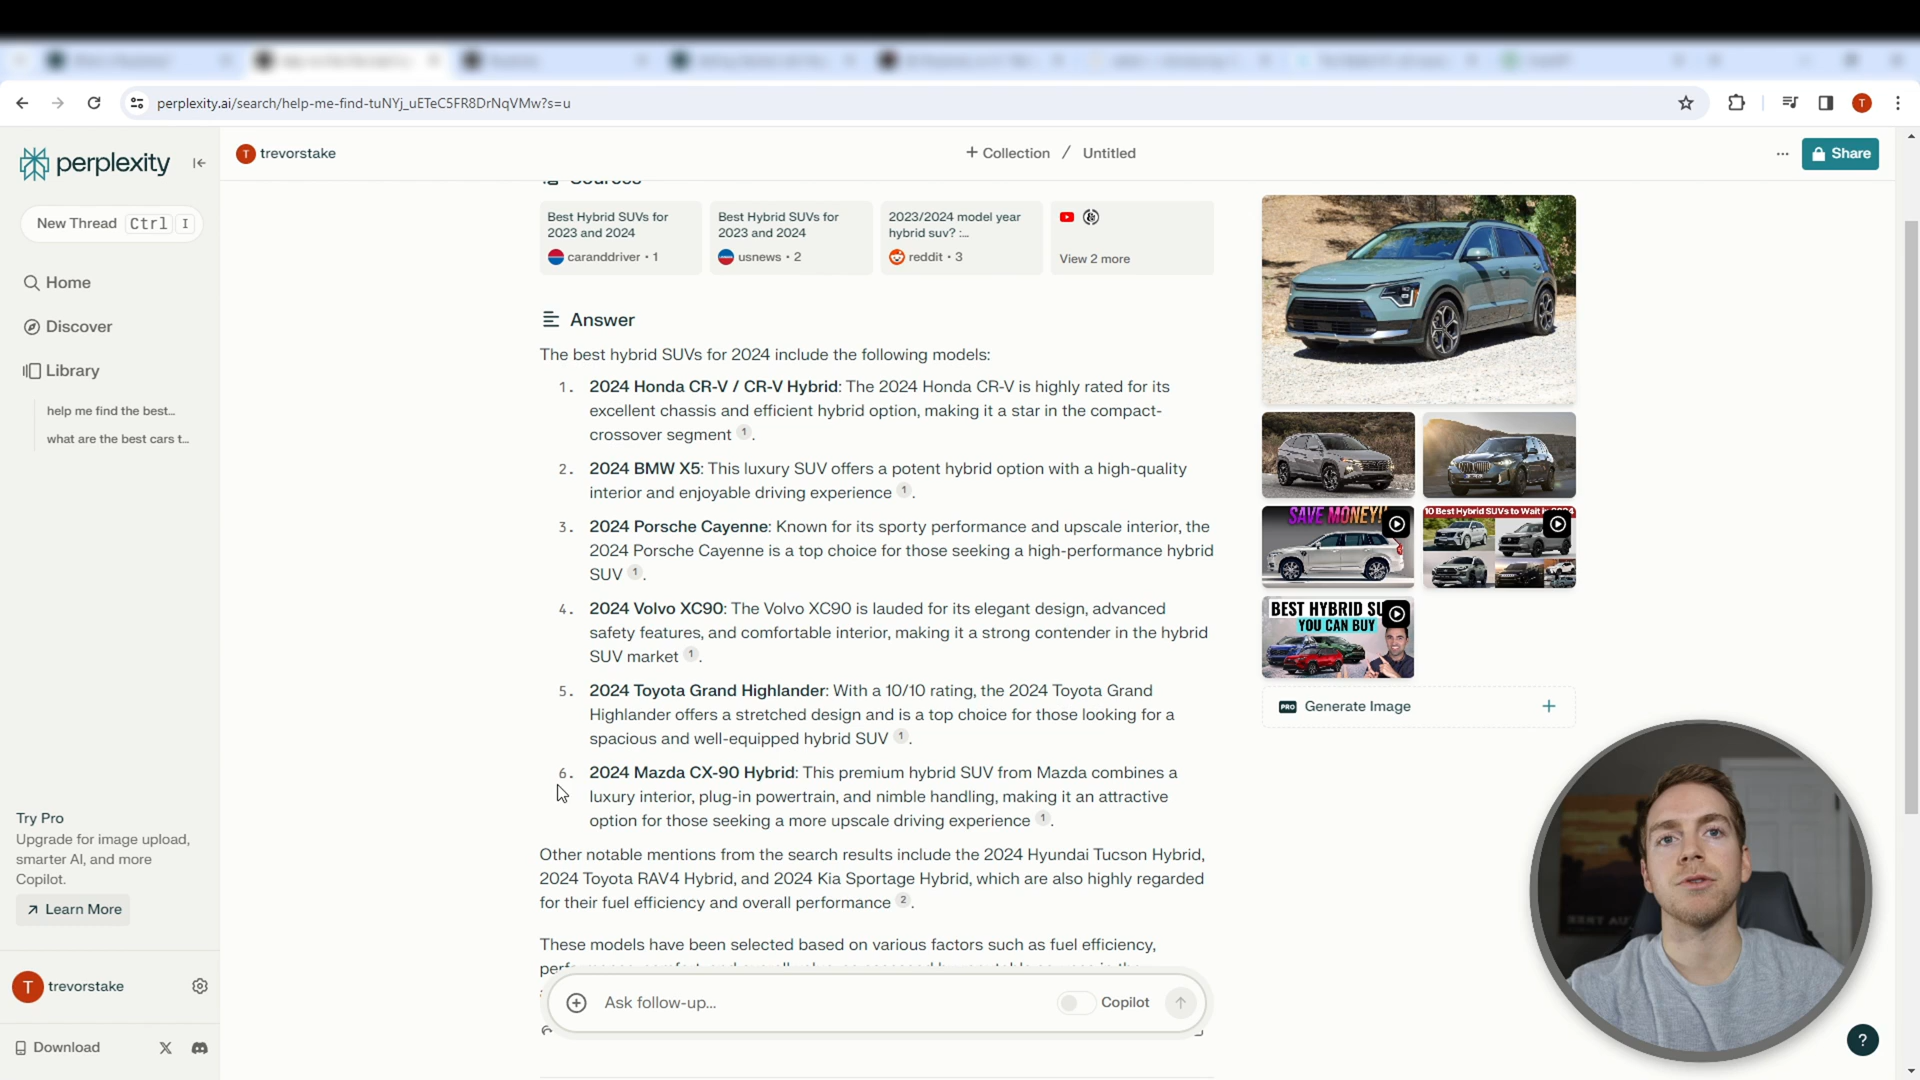 perplexity.ai/search/help-me-find-tuNYj_uETeC5FR8DrNqVMw?s=u
T
perplexity
New Thread Ctrl I
Home
Discover
Library
help me find the best...
what are the best cars t...
Try Pro
Upgrade for image upload,
smarter AI, and more
Copilot.
Learn More
T trevorstake
Download
T trevorstake
+ Collection / Untitled
... Share
Sources
Best Hybrid SUVs for
2023 and 2024
caranddriver • 1
Best Hybrid SUVs for
2023 and 2024
usnews • 2
2023/2024 model year
hybrid suv? :...
reddit • 3
View 2 more
Answer
The best hybrid SUVs for 2024 include the following models:
1. 2024 Honda CR-V / CR-V Hybrid: The 2024 Honda CR-V is highly rated for its
excellent chassis and efficient hybrid option, making it a star in the compact-
crossover segment 1.
2. 2024 BMW X5: This luxury SUV offers a potent hybrid option with a high-quality
interior and enjoyable driving experience 1.
3. 2024 Porsche Cayenne: Known for its sporty performance and upscale interior, the
2024 Porsche Cayenne is a top choice for those seeking a high-performance hybrid
SUV 1.
4. 2024 Volvo XC90: The Volvo XC90 is lauded for its elegant design, advanced
safety features, and comfortable interior, making it a strong contender in the hybrid
SUV market 1.
5. 2024 Toyota Grand Highlander: With a 10/10 rating, the 2024 Toyota Grand
Highlander offers a stretched design and is a top choice for those looking for a
spacious and well-equipped hybrid SUV 1.
6. 2024 Mazda CX-90 Hybrid: This premium hybrid SUV from Mazda combines a
luxury interior, plug-in powertrain, and nimble handling, making it an attractive
option for those seeking a more upscale driving experience 1.
Other notable mentions from the search results include the 2024 Hyundai Tucson Hybrid,
2024 Toyota RAV4 Hybrid, and 2024 Kia Sportage Hybrid, which are also highly regarded
for their fuel efficiency and overall performance 2.
These models have been selected based on various factors such as fuel efficiency,
Ask follow-up...
Copilot
SAVE MONEY!
10 Best Hybrid SUVs to Wait
BEST HYBRID
YOU CAN BUY
PRO Generate Image +
?